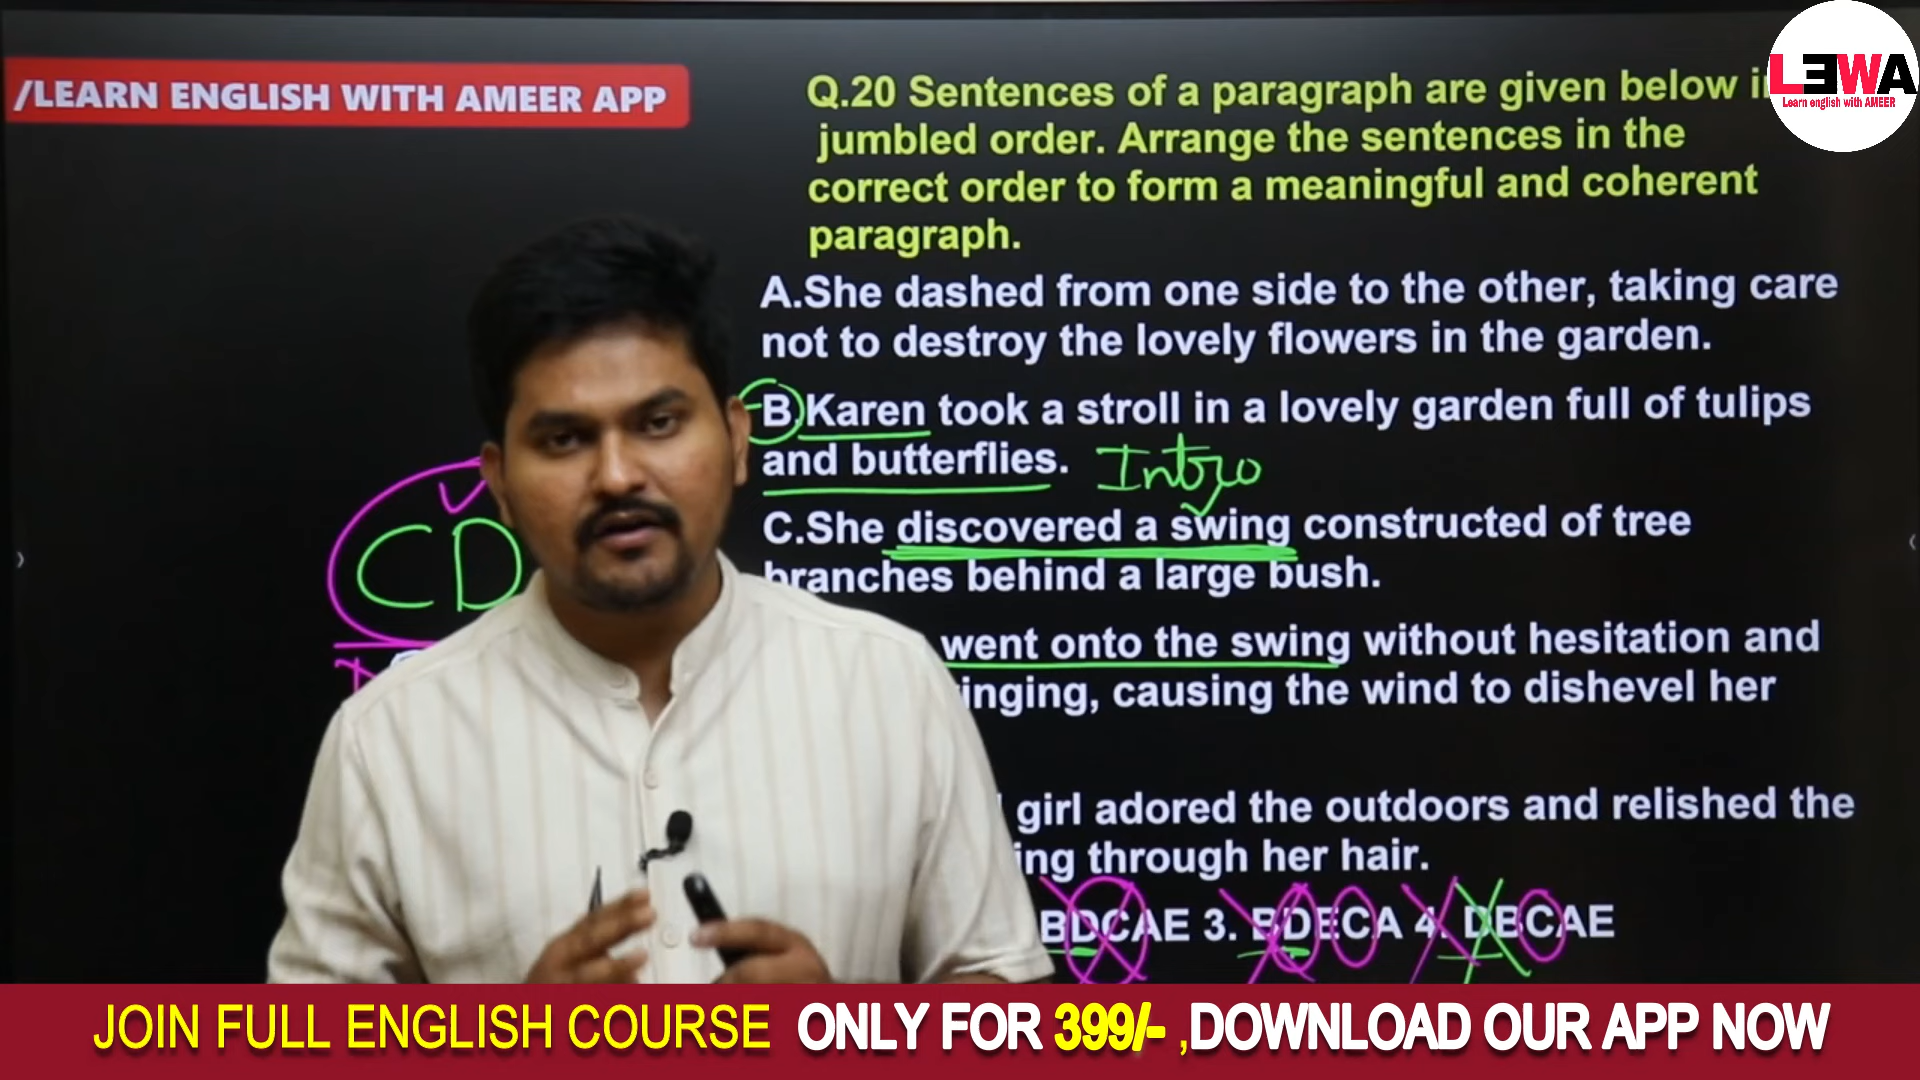 /LEARN ENGLISH WITH AMEER APP
LEWA
Learn english with AMEER
Q.20 Sentences of a paragraph are given below i
jumbled order. Arrange the sentences in the
correct order to form a meaningful and coherent
paragraph.
A.She dashed from one side to the other, taking care
not to destroy the lovely flowers in the garden.
B.Karen took a stroll in a lovely garden full of tulips
and butterflies. Intro
C.She discovered a swing constructed of tree
branches behind a large bush.
CD
went onto the swing without hesitation and
inging, causing the wind to dishevel her
girl adored the outdoors and relished the
ing through her hair.
BDCAE 3. BDECA 4. DBCAE
JOIN FULL ENGLISH COURSE ONLY FOR 399/- ,DOWNLOAD OUR APP NOW